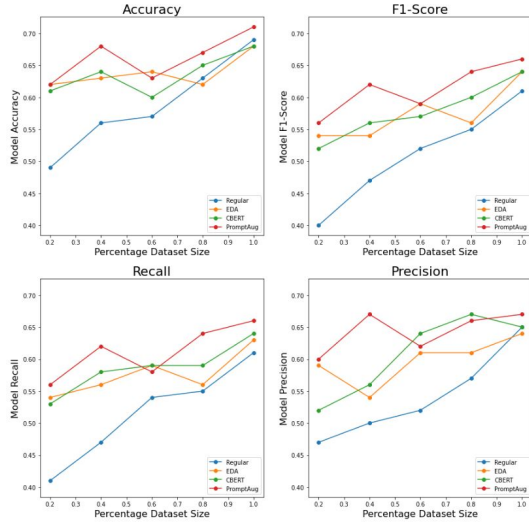 Accuracy
0.70
0.65
0.60
0.55
0.50
0.45
0.40
Model Accuracy
Regular
EDA
CBERT
PromptAug
0.2 0.3 0.4 0.5 0.6 0.7 0.8 0.9 1.0
Percentage Dataset Size
F1-Score
0.70
0.65
0.60
0.55
0.50
0.45
0.40
Model F1-Score
Regular
EDA
CBERT
PromptAug
0.2 0.3 0.4 0.5 0.6 0.7 0.8 0.9 1.0
Percentage Dataset Size
Recall
0.70
0.65
0.60
0.55
0.50
0.45
0.40
Model Recall
Regular
EDA
CBERT
PromptAug
0.2 0.3 0.4 0.5 0.6 0.7 0.8 0.9 1.0
Percentage Dataset Size
Precision
0.70
0.65
0.60
0.55
0.50
0.45
0.40
Model Precision
Regular
EDA
CBERT
PromptAug
0.2 0.3 0.4 0.5 0.6 0.7 0.8 0.9 1.0
Percentage Dataset Size